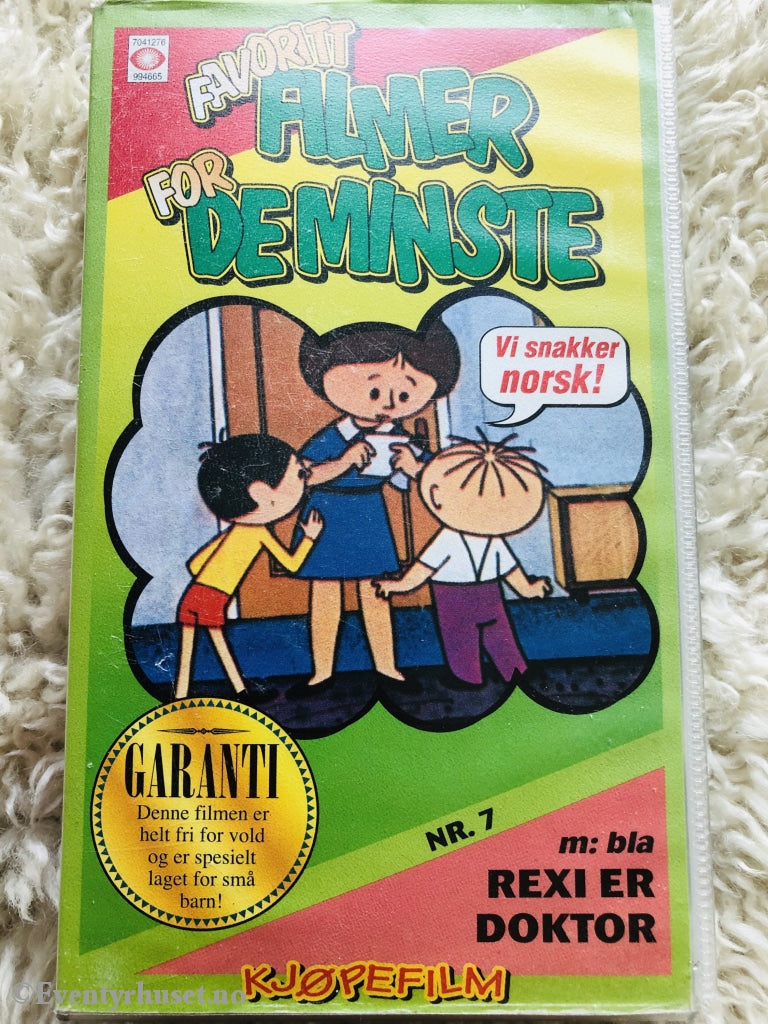 7041276
994665
FAVORITT
FILMER
FOR
DE MINSTE
Vi snakker
norsk!
GARANTI
Denne filmen er
helt fri for vold
og er spesielt
laget for små
barn!
NR. 7
m: bla
REXI ER
DOKTOR
KJØPEFILM
©Eventyrhuset.no